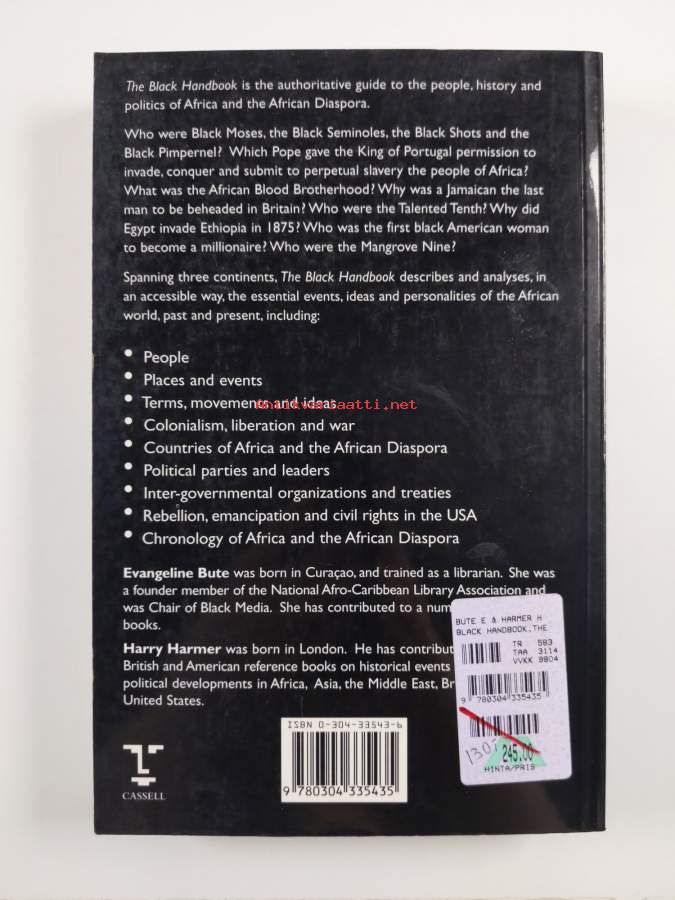 The Black Handbook is the authoritative guide to the people, history and
politics of Africa and the African Diaspora.
Who were Black Moses, the Black Seminoles, the Black Shots and the
Black Pimpernel? Which Pope gave the King of Portugal permission to
invade, conquer and submit to perpetual slavery the people of Africa?
What was the African Blood Brotherhood? Why was a Jamaican the last
man to be beheaded in Britain? Who were the Talented Tenth? Why did
Egypt invade Ethiopia in 1875? Who was the first black American woman
to become a millionaire? Who were the Mangrove Nine?
Spanning three continents, The Black Handbook describes and analyses, in
an accessible way, the essential events, ideas and personalities of the African
world, past and present, including:
• People
• Places and events
• Terms, movements and ideas
antikvariaatti.net
• Colonialism, liberation and war
• Countries of Africa and the African Diaspora
• Political parties and leaders
• Inter-governmental organizations and treaties
• Rebellion, emancipation and civil rights in the USA
• Chronology of Africa and the African Diaspora
Evangeline Bute was born in Curaçao, and trained as a librarian. She was
a founder member of the National Afro-Caribbean Library Association and
was Chair of Black Media. She has contributed to a num
books.
Harry Harmer was born in London. He has contribut
British and American reference books on historical events
political developments in Africa, Asia, the Middle East, Br
United States.
BUTE E & HARMER H
BLACK HANDBOOK,THE
TR 583
TAA 3114
VVKK 9804
9 780304 335435
130,-
245.00
HINTA/PRIS
ISBN 0-304-33543-6
9 780304 335435
CASSELL